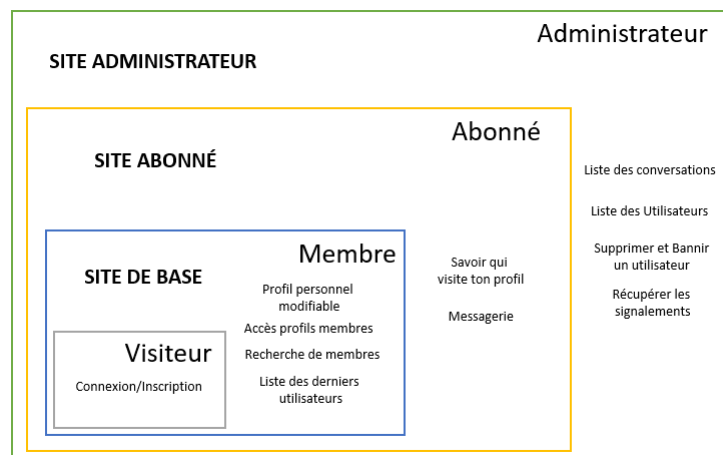 Administrateur
SITE ADMINISTRATEUR
Abonné
SITE ABONNÉ
Liste des conversations
Liste des Utilisateurs
Supprimer et Bannir
un utilisateur
Récupérer les
signalements
Membre
SITE DE BASE
Savoir qui
visite ton profil
Messagerie
Profil personnel
modifiable
Accès profils membres
Recherche de membres
Liste des derniers
utilisateurs
Visiteur
Connexion/Inscription